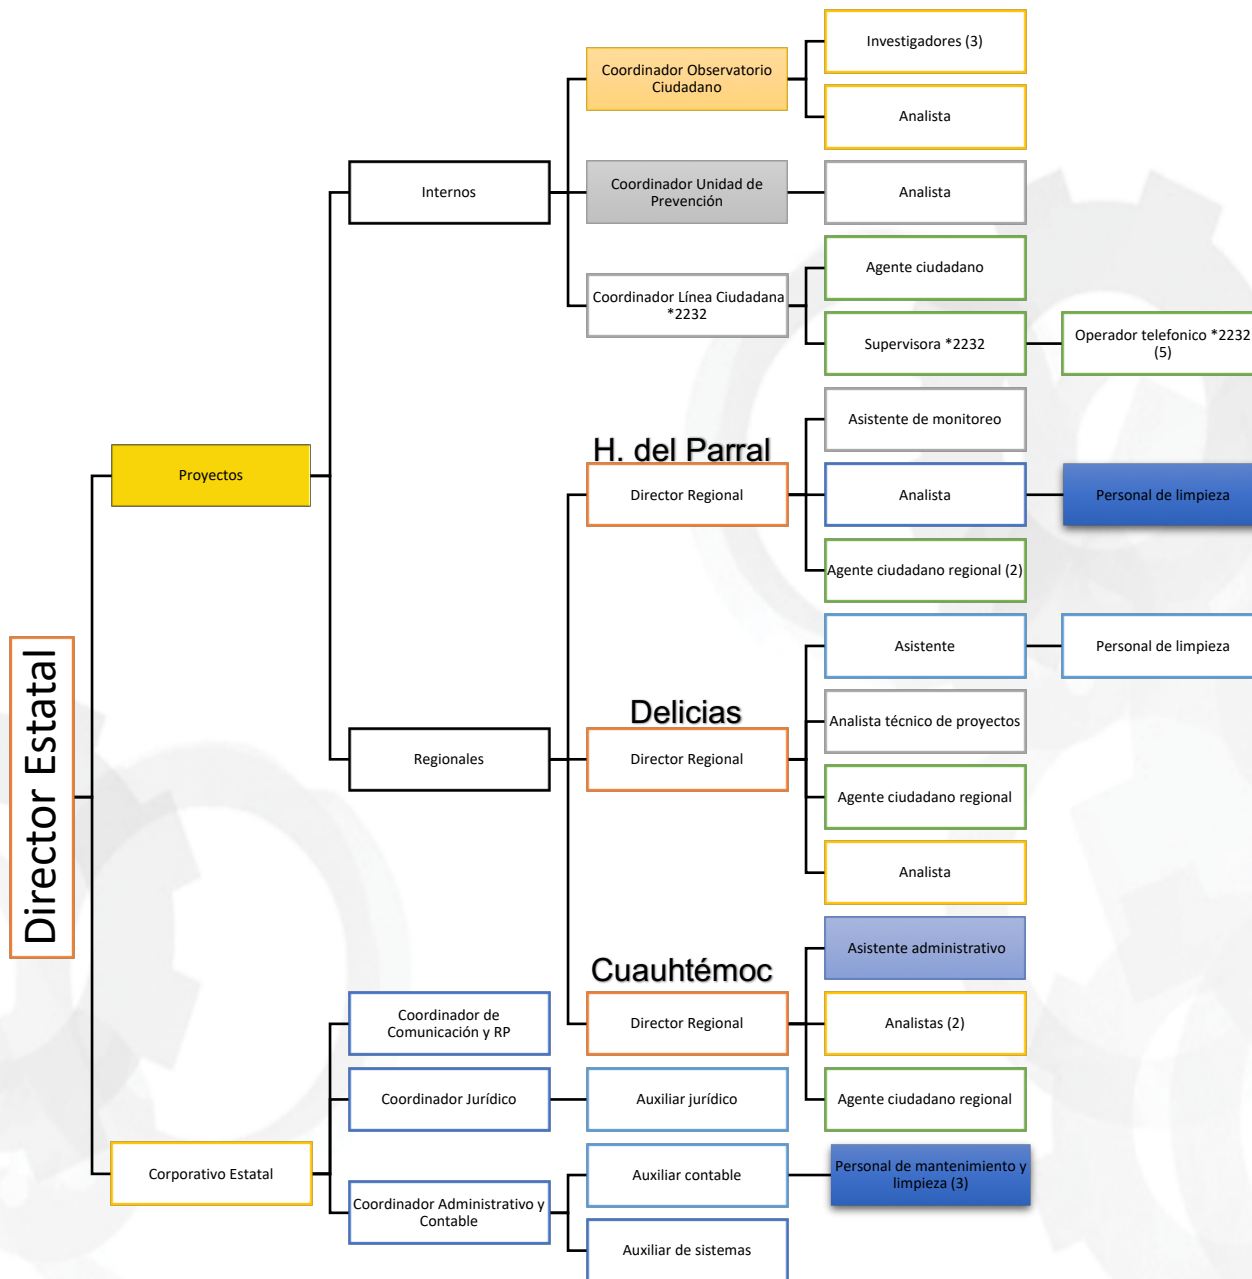 Director Estatal
Proyectos
Internos
Coordinador Observatorio
Ciudadano
Investigadores (3)
Analista
Coordinador Unidad de
Prevención
Analista
Coordinador Línea Ciudadana
*2232
Agente ciudadano
Supervisora *2232
Operador telefonico *2232
(5)
Regionales
H. del Parral
Director Regional
Asistente de monitoreo
Analista
Personal de limpieza
Agente ciudadano regional (2)
Delicias
Director Regional
Asistente
Personal de limpieza
Analista técnico de proyectos
Agente ciudadano regional
Analista
Cuauhtémoc
Director Regional
Asistente administrativo
Analistas (2)
Agente ciudadano regional
Corporativo Estatal
Coordinador de
Comunicación y RP
Coordinador Jurídico
Auxiliar jurídico
Coordinador Administrativo y
Contable
Auxiliar contable
Personal de mantenimiento y
limpieza (3)
Auxiliar de sistemas